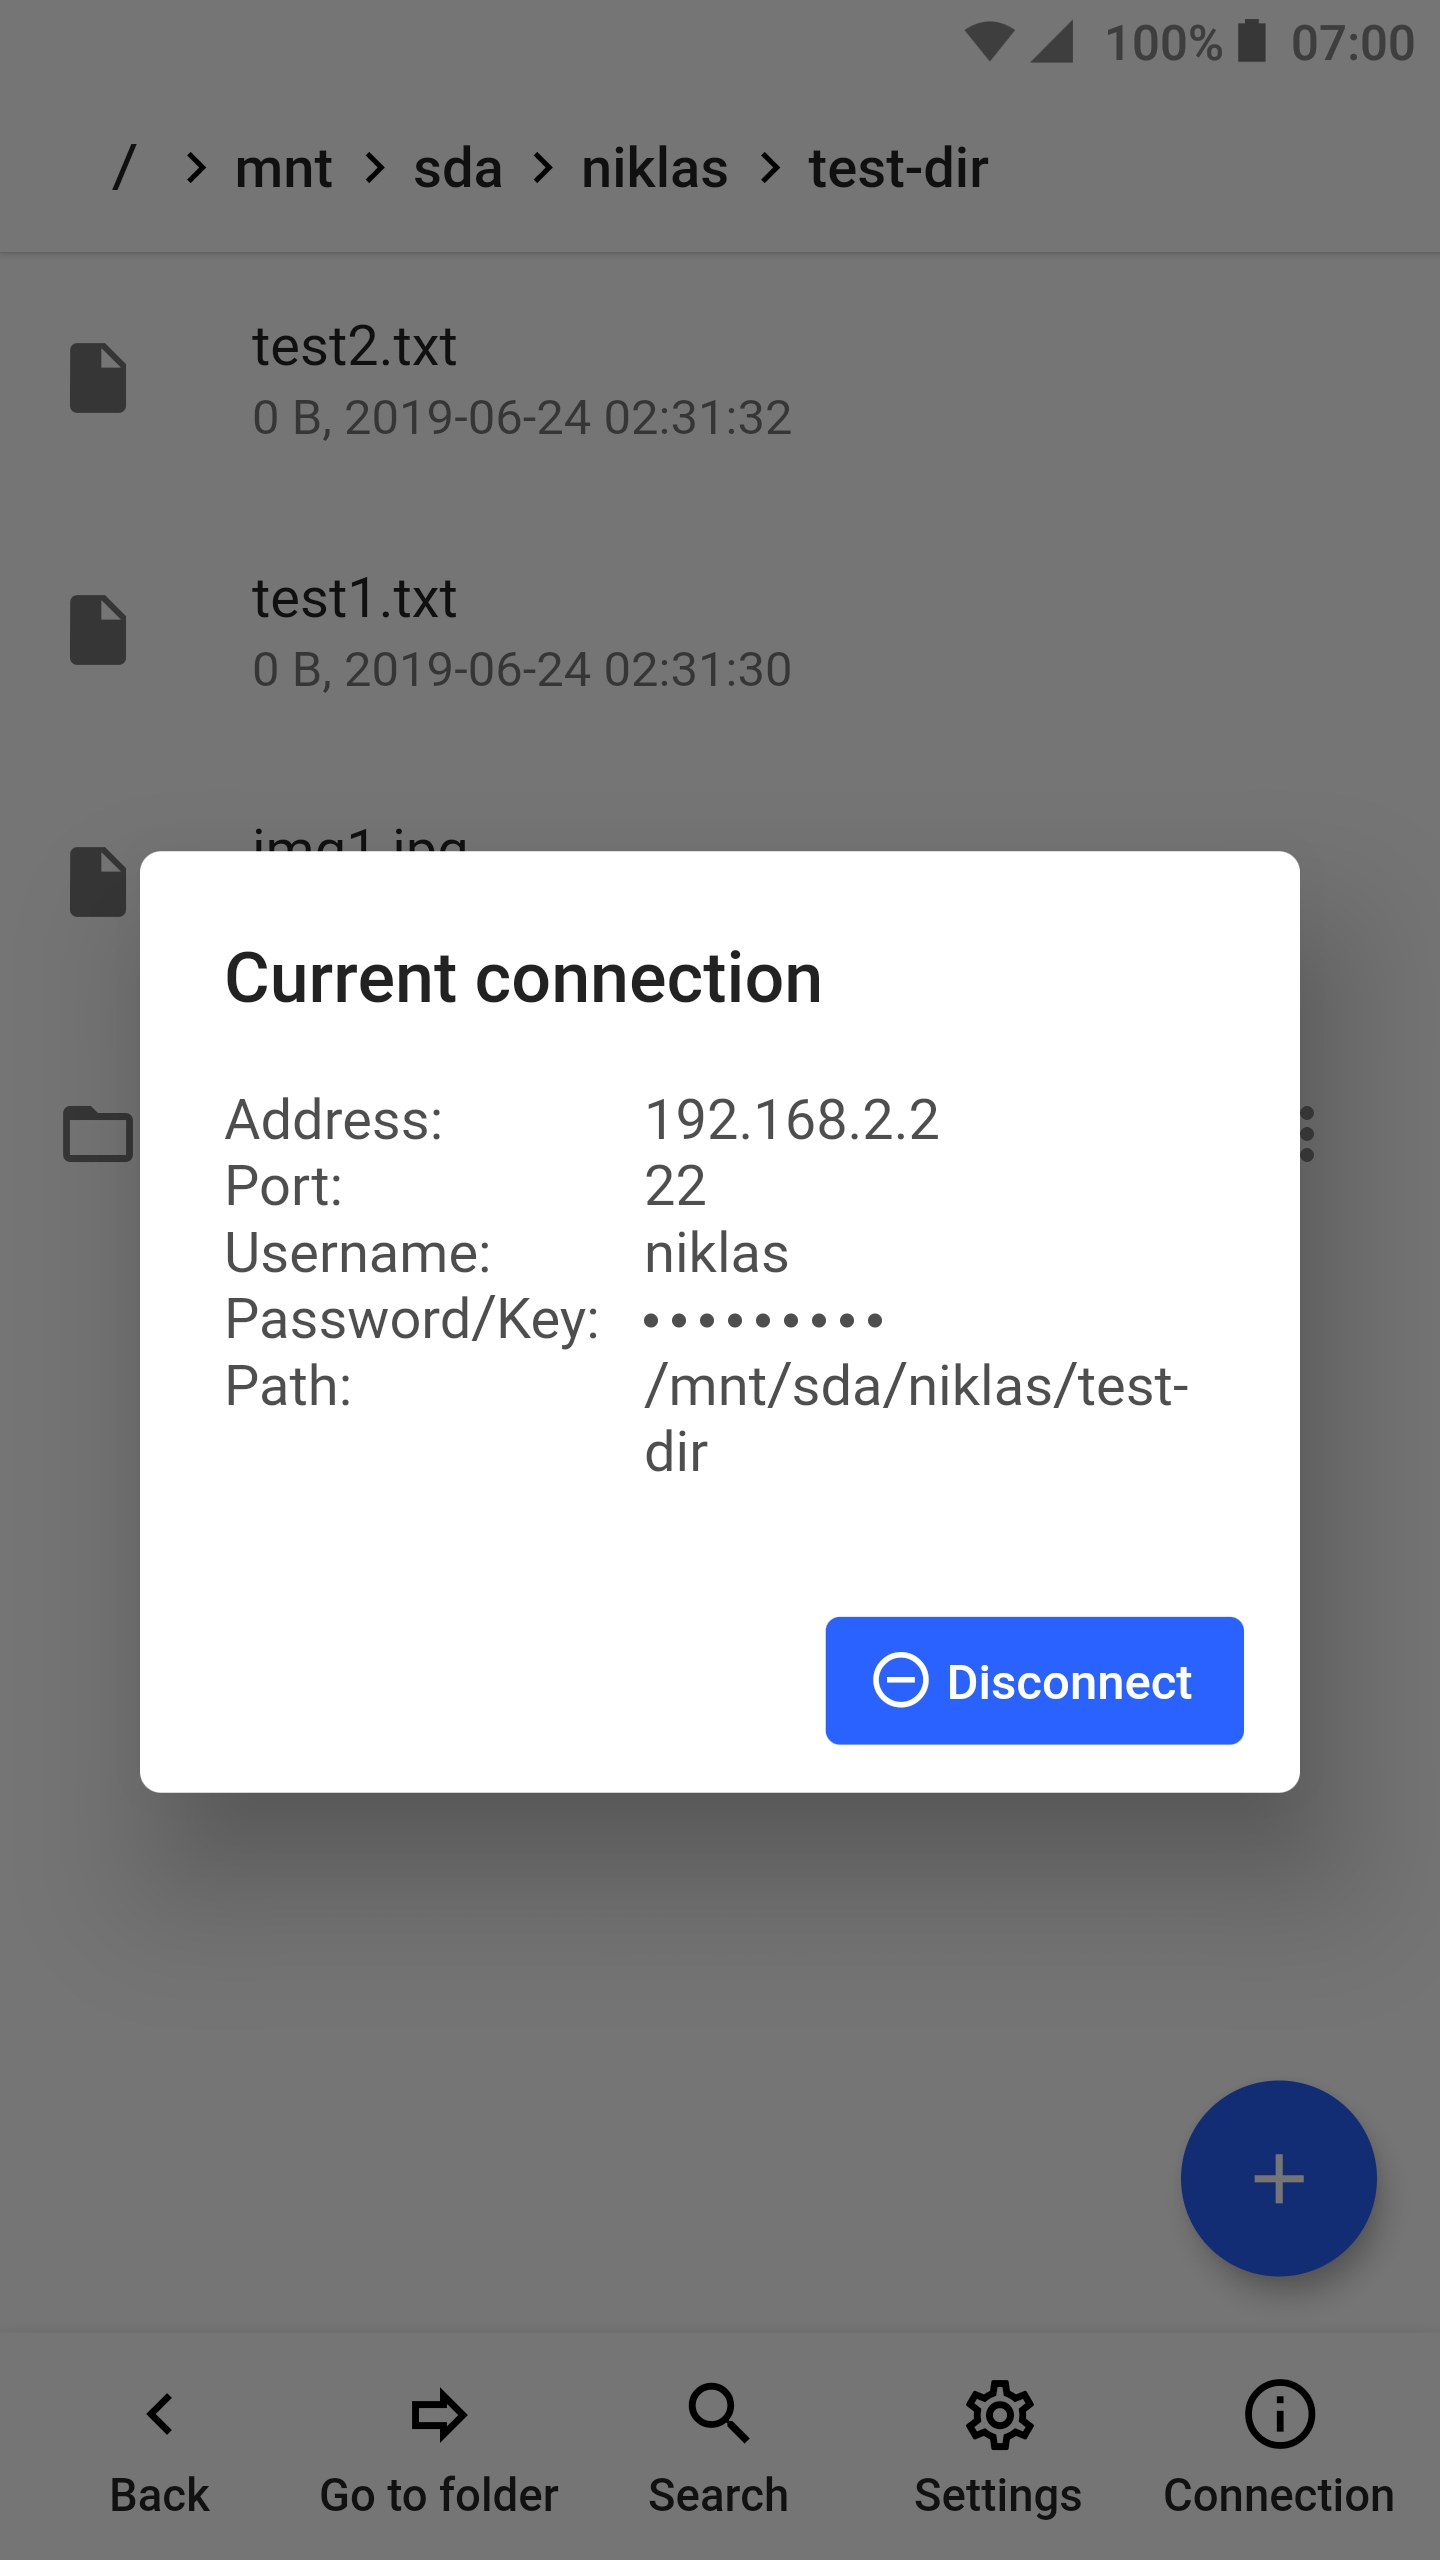 100% 07:00
/ > mnt > sda > niklas > test-dir
test2.txt
0 B, 2019-06-24 02:31:32
test1.txt
0 B, 2019-06-24 02:31:30
img1.jpg
Current connection
Address: 192.168.2.2
Port: 22
Username: niklas
Password/Key: •••••••••
Path: /mnt/sda/niklas/test-
dir
Disconnect
Back Go to folder Search Settings Connection